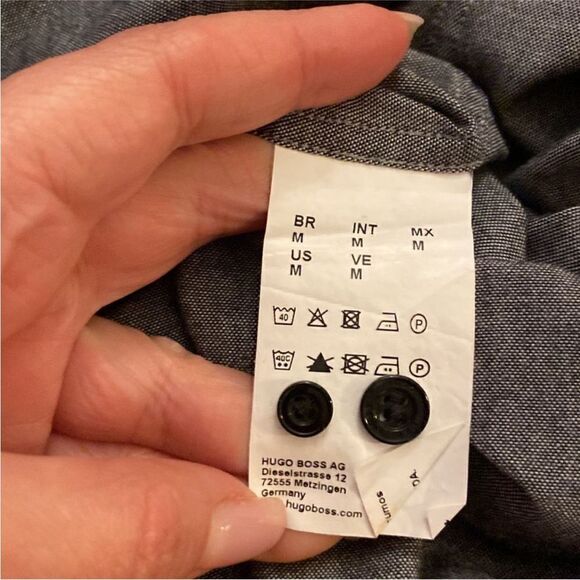 BR INT MX
M M M
US VE
M M
40 P
40C P
HUGO BOSS AG
Dieselstrasse 12
72555 Metzingen
Germany
hugoboss.com